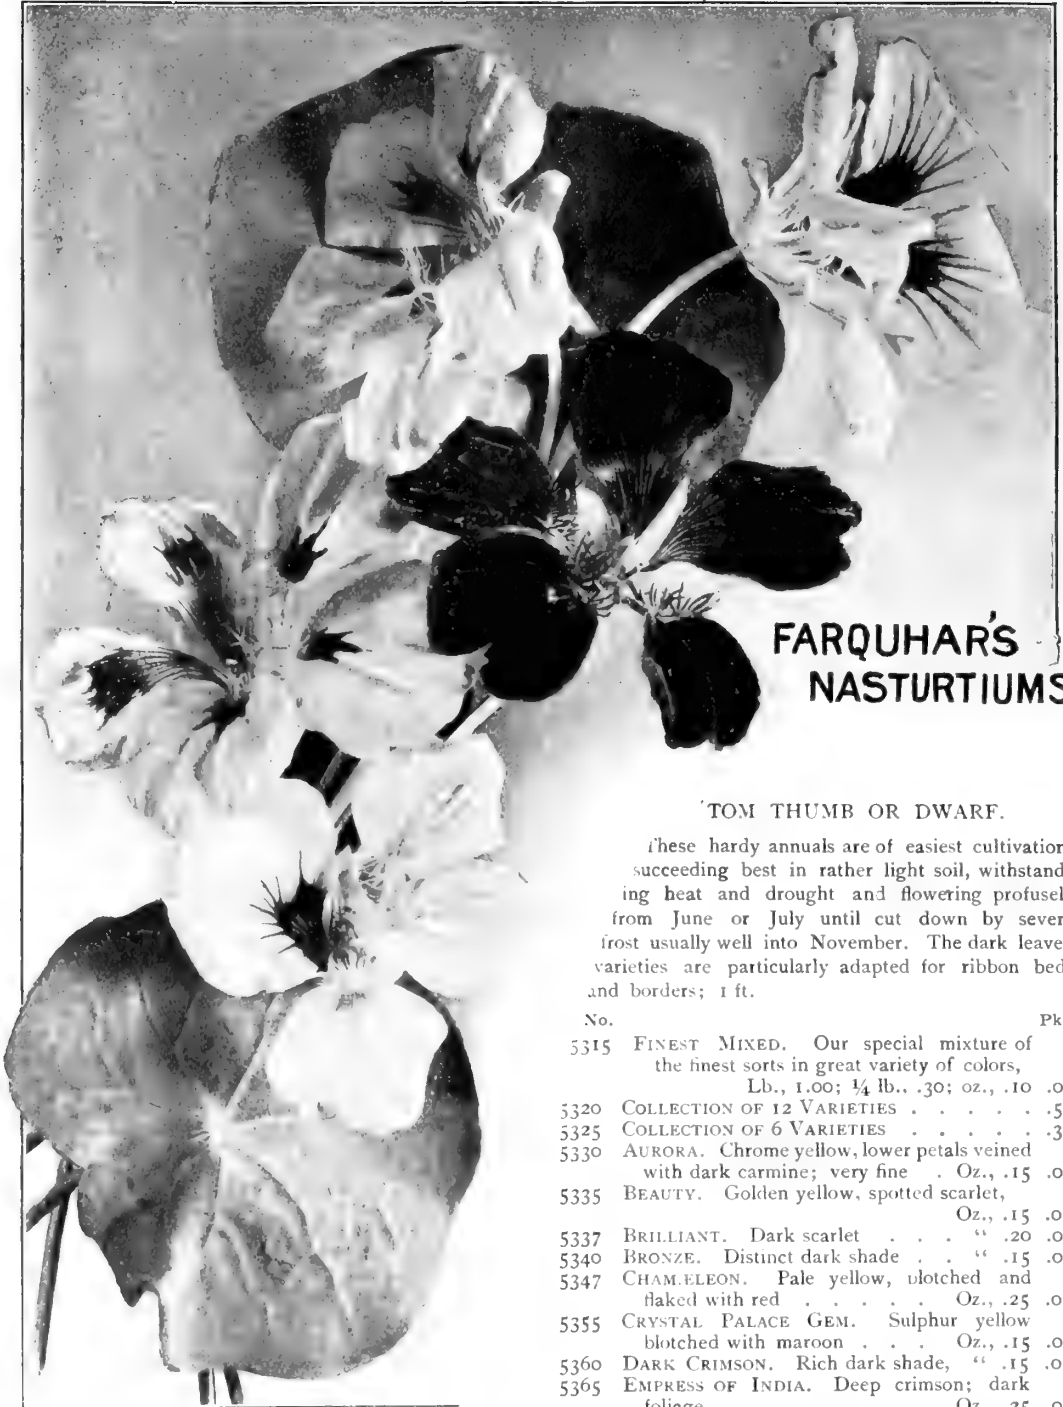 FARQUHAR'S
NASTURTIUMS
TOM THUMB OR DWARF.
These hardy annuals are of easiest cultivation
succeeding best in rather light soil, withstand
ing heat and drought and flowering profusel
from June or July until cut down by sever
frost usually well into November. The dark leave
varieties are particularly adapted for ribbon bed
and borders; 1 ft.
No. Pk
5315 FINEST MIXED. Our special mixture of
the finest sorts in great variety of colors,
Lb., 1.00; ¼ lb., .30; oz., .10 .0
5320 COLLECTION OF 12 VARIETIES . . . . . . .5
5325 COLLECTION OF 6 VARIETIES . . . . . .3
5330 AURORA. Chrome yellow, lower petals veined
with dark carmine; very fine . Oz., .15 .0
5335 BEAUTY. Golden yellow, spotted scarlet,
Oz., .15 .0
5337 BRILLIANT. Dark scarlet . . . " .20 .0
5340 BRONZE. Distinct dark shade . . " .15 .0
5347 CHAMÆLEON. Pale yellow, blotched and
flaked with red . . . . . Oz., .25 .0
5355 CRYSTAL PALACE GEM. Sulphur yellow
blotched with maroon . . . Oz., .15 .0
5360 DARK CRIMSON. Rich dark shade, " .15 .0
5365 EMPRESS OF INDIA. Deep crimson; dark
foliage Oz., .25 .0